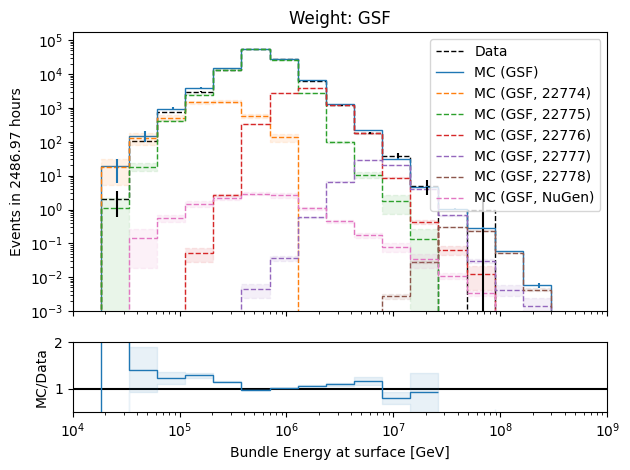 Weight: GSF
Events in 2486.97 hours
10^5
10^4
10^3
10^2
10^1
10^0
10^-1
10^-2
10^-3
Data
MC (GSF)
MC (GSF, 22774)
MC (GSF, 22775)
MC (GSF, 22776)
MC (GSF, 22777)
MC (GSF, 22778)
MC (GSF, NuGen)
MC/Data
2
1
10^4 10^5 10^6 10^7 10^8 10^9
Bundle Energy at surface [GeV]